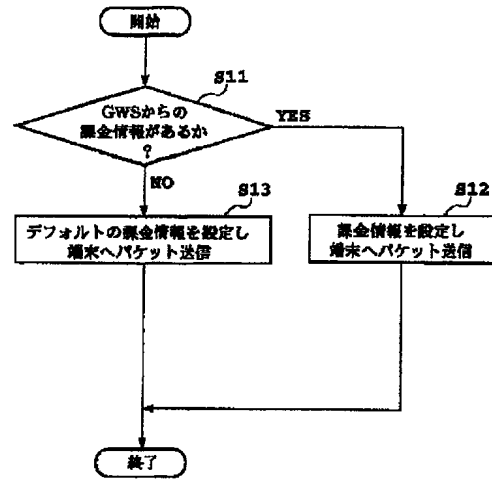 開始
S11
GWSからの
課金情報があるか
?
YES
NO
S13
デフォルトの課金情報を設定し
端末へパケット送信
S12
課金情報を設定し
端末へパケット送信
終了